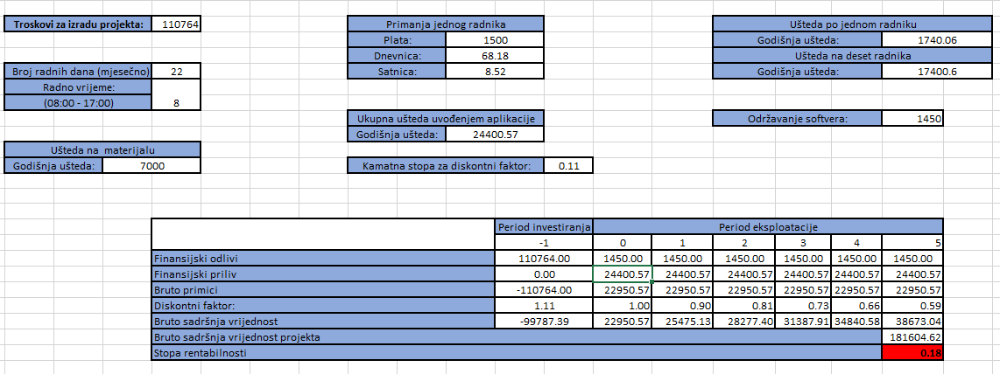 Troskovi za izradu projekta: 110764 Primanja jednog radnika Ušteda po jednom radniku
Plata: 1500 Godišnja ušteda: 1740.06
Dnevnica: 68.18 Ušteda na deset radnika
Broj radnih dana (mjesečno) 22 Satnica: 8.52 Godišnja ušteda: 17400.6
Radno vrijeme:
(08:00 - 17:00) 8
Ukupna ušteda uvođenjem aplikacije Održavanje softvera: 1450
Godišnja ušteda: 24400.57
Ušteda na materijalu
Godišnja ušteda: 7000 Kamatna stopa za diskontni faktor: 0.11
Period investiranja Period eksploatacije
-1 0 1 2 3 4 5
Finansijski odlivi 110764.00 1450.00 1450.00 1450.00 1450.00 1450.00 1450.00
Finansijski priliv 0.00 24400.57 24400.57 24400.57 24400.57 24400.57 24400.57
Bruto primici -110764.00 22950.57 22950.57 22950.57 22950.57 22950.57 22950.57
Diskontni faktor: 1.11 1.00 0.90 0.81 0.73 0.66 0.59
Bruto sadršnja vrijednost -99787.39 22950.57 25475.13 28277.40 31387.91 34840.58 38673.04
Bruto sadršnja vrijednost projekta 181604.62
Stopa rentabilnosti 0.18